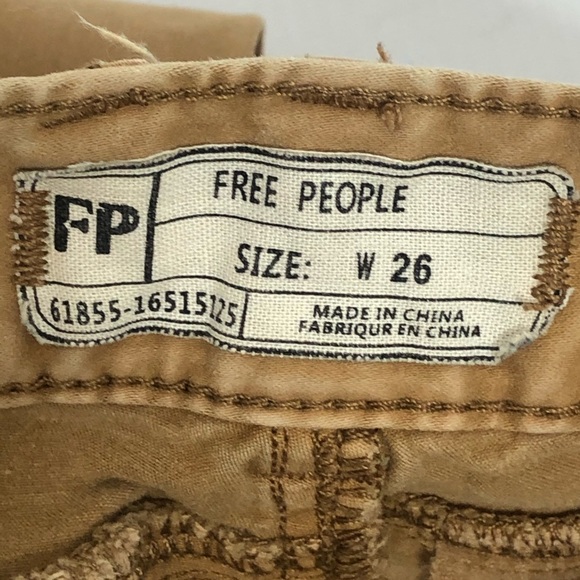 FP
FREE PEOPLE
SIZE: W 26
61855-16515125
MADE IN CHINA
FABRIQUR EN CHINA